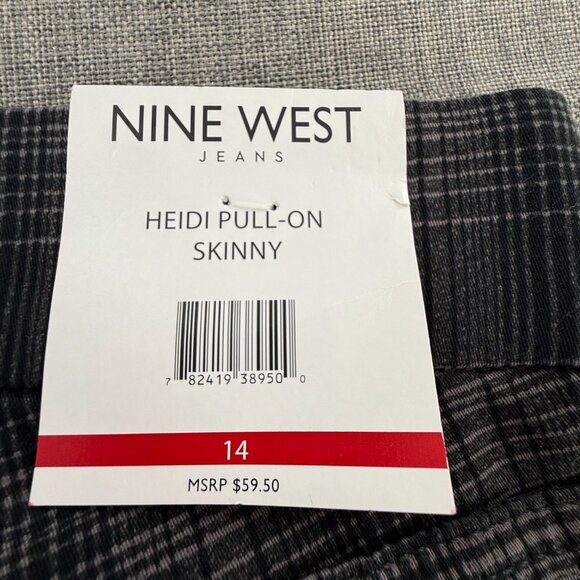 NINE WEST
JEANS
HEIDI PULL-ON
SKINNY
7 82419 38950 0
14
MSRP $59.50